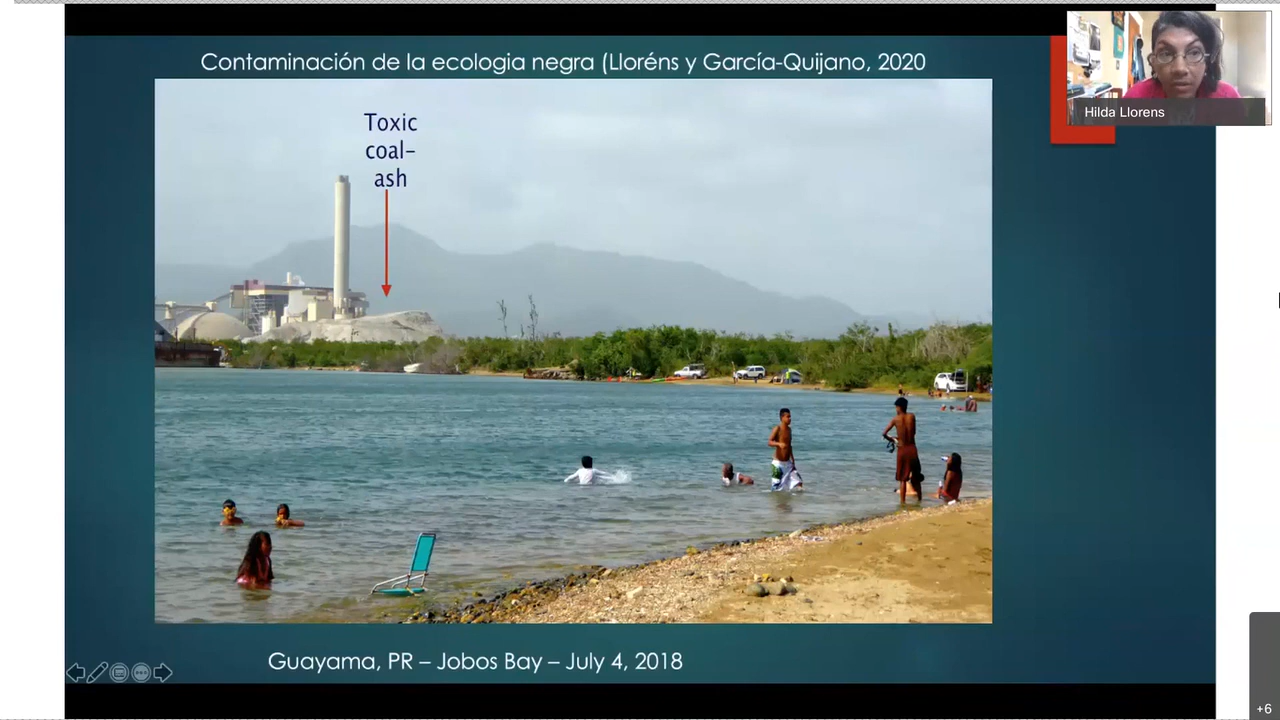 Contaminación de la ecologia negra (Lloréns y García-Quijano, 2020
Hilda Llorens
Toxic
coal-
ash
Guayama, PR – Jobos Bay – July 4, 2018
+6